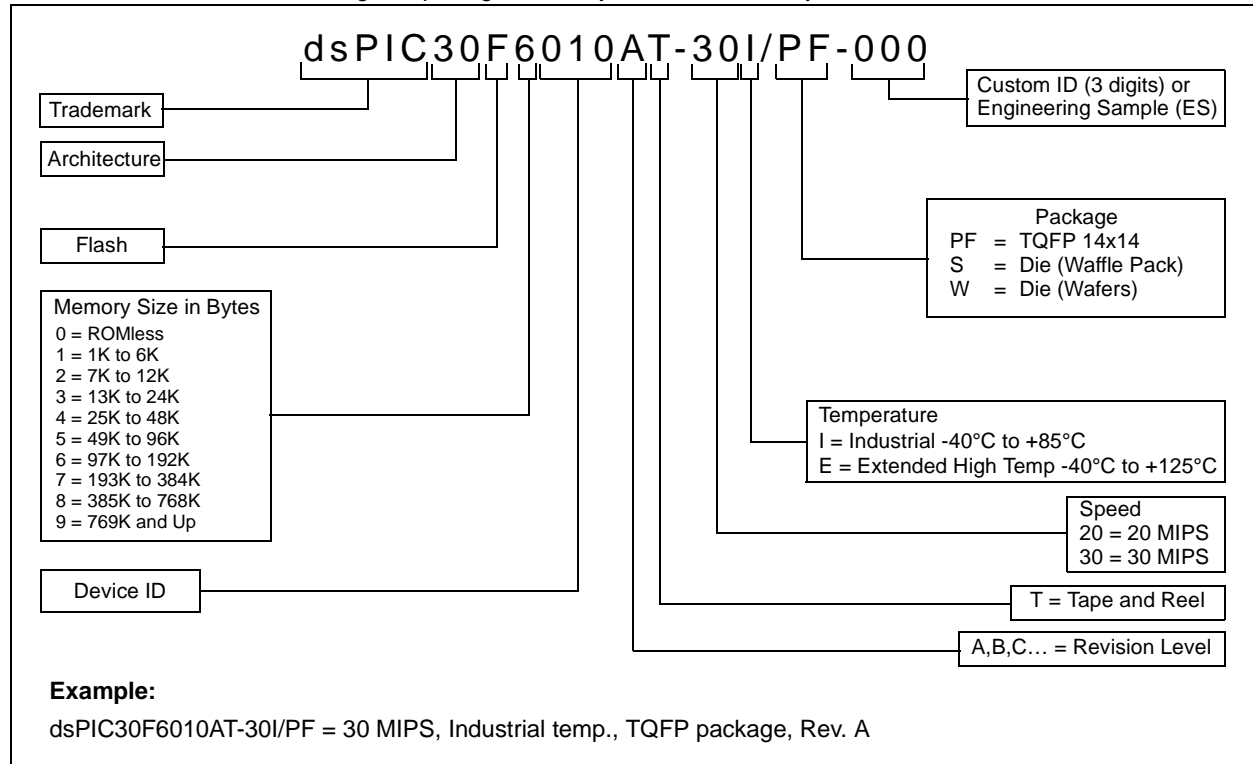 dsPIC30F6010AT-30I/PF-000
Trademark
Architecture
Flash
Memory Size in Bytes
0 = ROMless
1 = 1K to 6K
2 = 7K to 12K
3 = 13K to 24K
4 = 25K to 48K
5 = 49K to 96K
6 = 97K to 192K
7 = 193K to 384K
8 = 385K to 768K
9 = 769K and Up
Device ID
Custom ID (3 digits) or
Engineering Sample (ES)
Package
PF = TQFP 14x14
S = Die (Waffle Pack)
W = Die (Wafers)
Temperature
I = Industrial -40°C to +85°C
E = Extended High Temp -40°C to +125°C
Speed
20 = 20 MIPS
30 = 30 MIPS
T = Tape and Reel
A,B,C… = Revision Level
Example:
dsPIC30F6010AT-30I/PF = 30 MIPS, Industrial temp., TQFP package, Rev. A